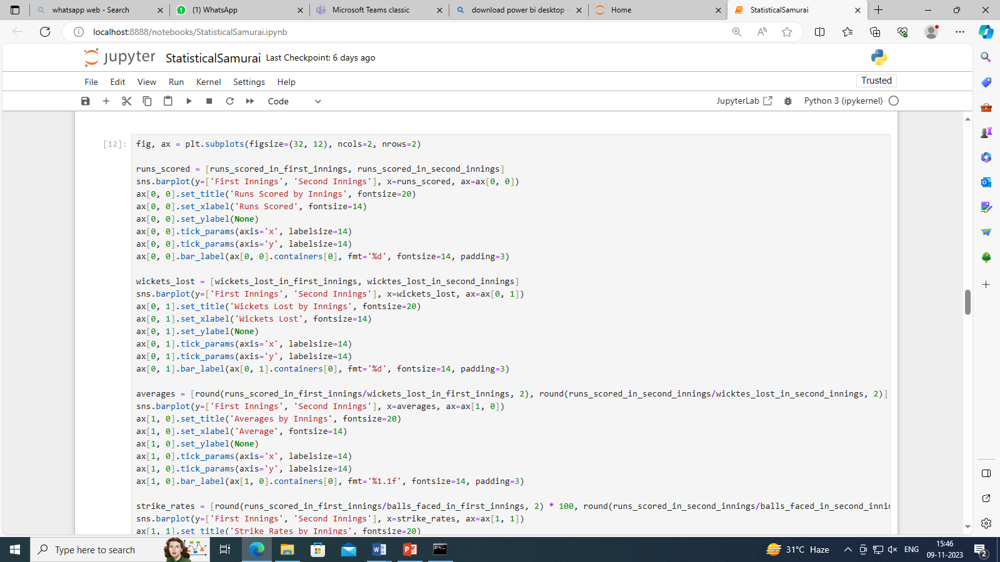 whatsapp web - Search
(1) WhatsApp
Microsoft Teams classic
download power bi desktop -
Home
StatisticalSamurai
localhost:8888/notebooks/StatisticalSamurai.ipynb
jupyter StatisticalSamurai Last Checkpoint: 6 days ago
File Edit View Run Kernel Settings Help
Trusted
Code
JupyterLab
Python 3 (ipykernel)
[12]:
fig, ax = plt.subplots(figsize=(32, 12), ncols=2, nrows=2)
runs_scored = [runs_scored_in_first_innings, runs_scored_in_second_innings]
sns.barplot(y=['First Innings', 'Second Innings'], x=runs_scored, ax=ax[0, 0])
ax[0, 0].set_title('Runs Scored by Innings', fontsize=20)
ax[0, 0].set_xlabel('Runs Scored', fontsize=14)
ax[0, 0].set_ylabel(None)
ax[0, 0].tick_params(axis='x', labelsize=14)
ax[0, 0].tick_params(axis='y', labelsize=14)
ax[0, 0].bar_label(ax[0, 0].containers[0], fmt='%d', fontsize=14, padding=3)
wickets_lost = [wickets_lost_in_first_innings, wicktes_lost_in_second_innings]
sns.barplot(y=['First Innings', 'Second Innings'], x=wickets_lost, ax=ax[0, 1])
ax[0, 1].set_title('Wickets Lost by Innings', fontsize=20)
ax[0, 1].set_xlabel('Wickets Lost', fontsize=14)
ax[0, 1].set_ylabel(None)
ax[0, 1].tick_params(axis='x', labelsize=14)
ax[0, 1].tick_params(axis='y', labelsize=14)
ax[0, 1].bar_label(ax[0, 1].containers[0], fmt='%d', fontsize=14, padding=3)
averages = [round(runs_scored_in_first_innings/wickets_lost_in_first_innings, 2), round(runs_scored_in_second_innings/wicktes_lost_in_second_innings, 2)]
sns.barplot(y=['First Innings', 'Second Innings'], x=averages, ax=ax[1, 0])
ax[1, 0].set_title('Averages by Innings', fontsize=20)
ax[1, 0].set_xlabel('Average', fontsize=14)
ax[1, 0].set_ylabel(None)
ax[1, 0].tick_params(axis='x', labelsize=14)
ax[1, 0].tick_params(axis='y', labelsize=14)
ax[1, 0].bar_label(ax[1, 0].containers[0], fmt='%1.1f', fontsize=14, padding=3)
strike_rates = [round(runs_scored_in_first_innings/balls_faced_in_first_innings, 2) * 100, round(runs_scored_in_second_innings/balls_faced_in_second_innin
sns.barplot(y=['First Innings', 'Second Innings'], x=strike_rates, ax=ax[1, 1])
ax[1, 1].set_title('Strike Rates by Innings', fontsize=20)
Type here to search
31°C Haze
ENG
15:46
09-11-2023
2